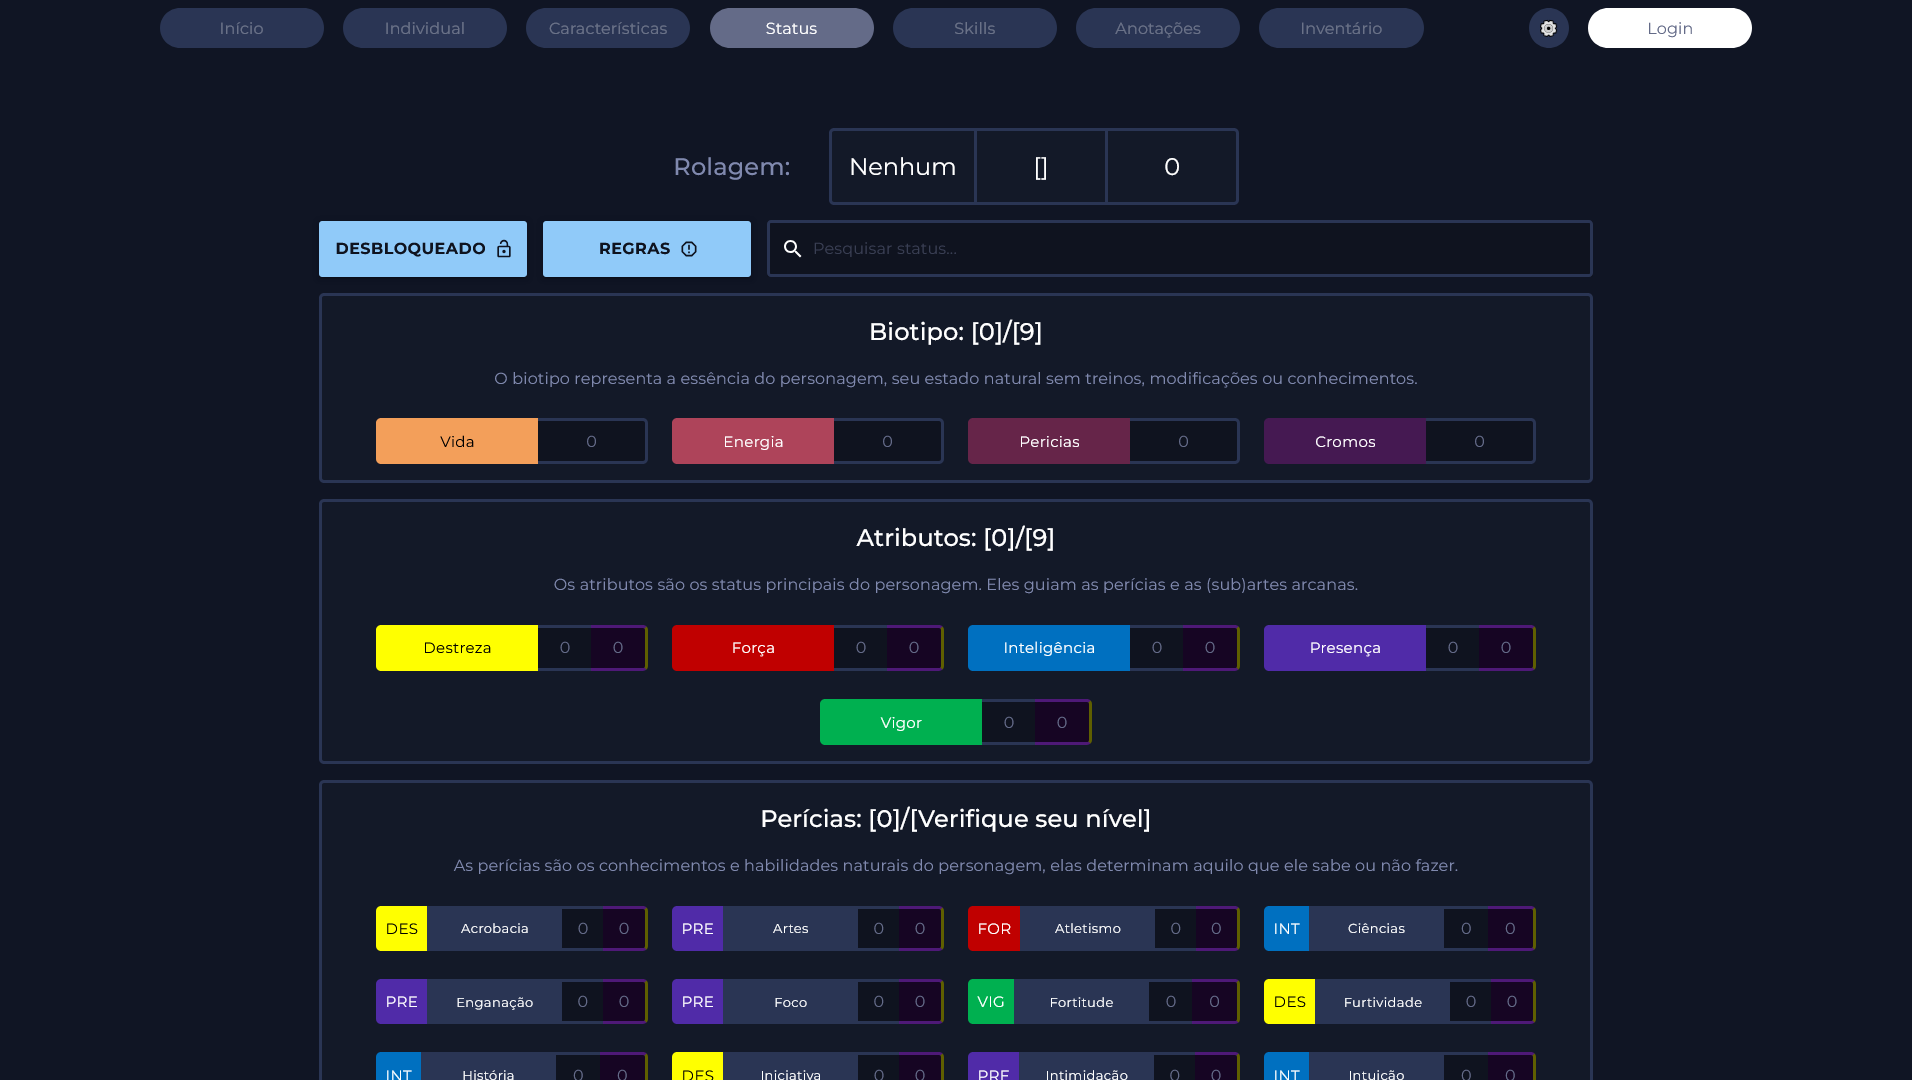 Início Individual Características Status Skills Anotações Inventário Login
Rolagem: Nenhum [] 0
DESBLOQUEADO REGRAS Pesquisar status...
Biotipo: [0]/[9]
O biotipo representa a essência do personagem, seu estado natural sem treinos, modificações ou conhecimentos.
Vida 0 Energia 0 Pericias 0 Cromos 0
Atributos: [0]/[9]
Os atributos são os status principais do personagem. Eles guiam as perícias e as (sub)artes arcanas.
Destreza 0 0 Força 0 0 Inteligência 0 0 Presença 0 0
Vigor 0 0
Perícias: [0]/[Verifique seu nível]
As perícias são os conhecimentos e habilidades naturais do personagem, elas determinam aquilo que ele sabe ou não fazer.
DES Acrobacia 0 0 PRE Artes 0 0 FOR Atletismo 0 0 INT Ciências 0 0
PRE Enganação 0 0 PRE Foco 0 0 VIG Fortitude 0 0 DES Furtividade 0 0
INT História 0 0 DES Iniciativa 0 0 PRE Intimidação 0 0 INT Intuição 0 0